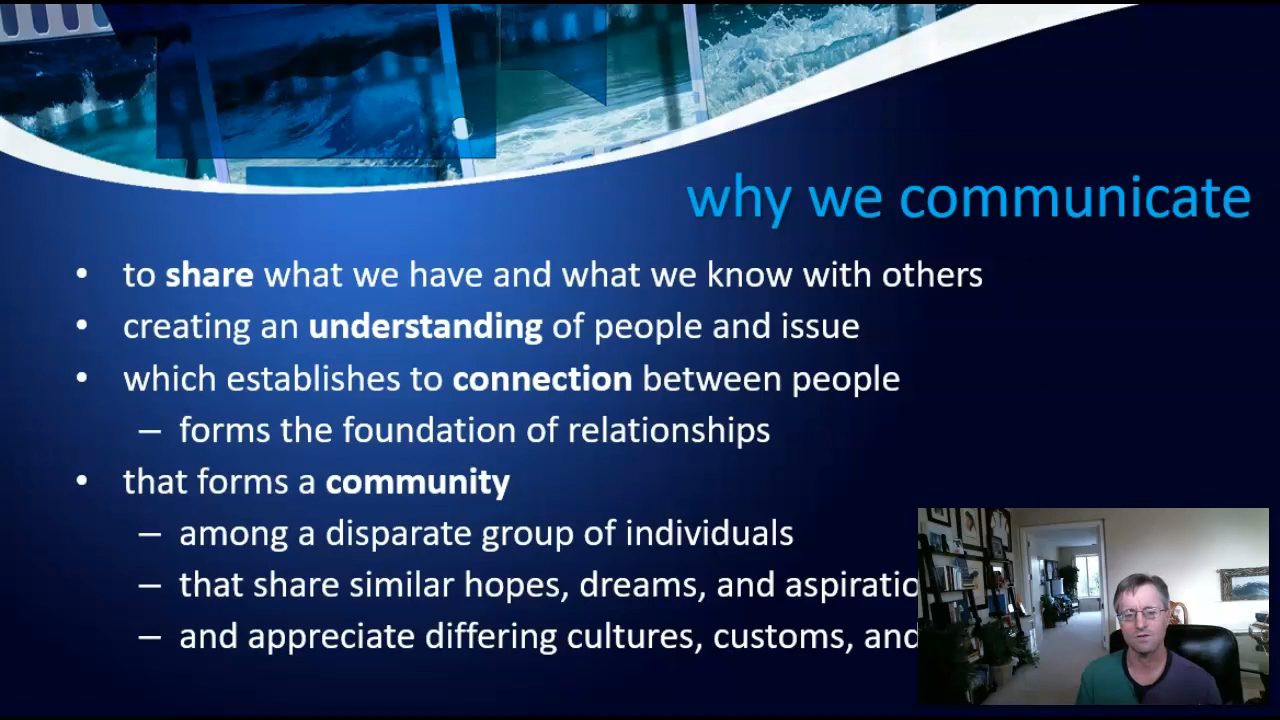 why we communicate
• to share what we have and what we know with others
• creating an understanding of people and issue
• which establishes to connection between people
– forms the foundation of relationships
• that forms a community
– among a disparate group of individuals
– that share similar hopes, dreams, and
– and appreciate differing cultures, customs, and